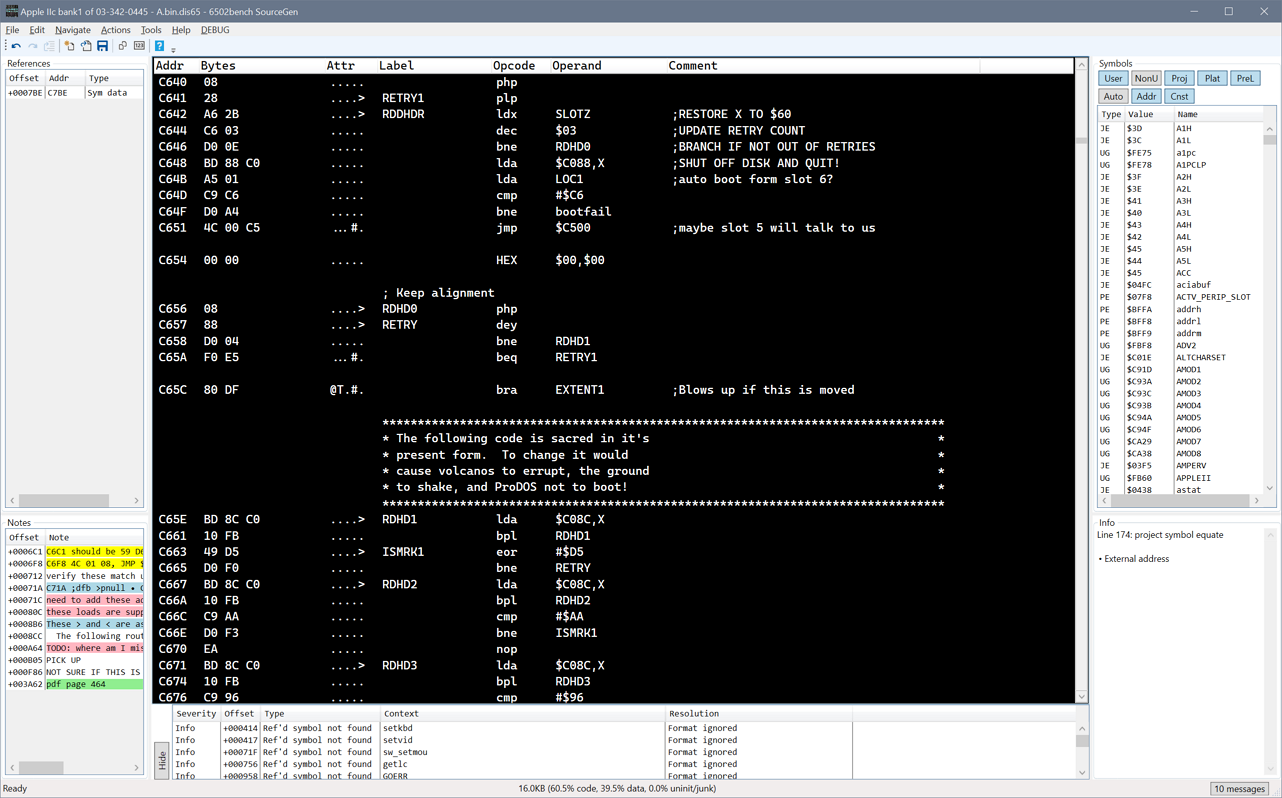 Apple IIc bank1 of 03-342-0445 - A.bin.dis65 - 6502bench SourceGen
File Edit Navigate Actions Tools Help DEBUG
References
Offset Addr Type
+0007BE C7BE Sym data
Notes
Offset Note
+0006C1 C6C1 should be 59 D6
+0006F8 C6F8 4C 01 08, JMP $
+000712 verify these match u
+00071A C71A ;dfb >pnull • C
+00071C need to add these ad
+00080C these loads are supp
+0008B6 These > and < are as
+0008CC The following rout
+000A64 TODO: where am I mis
+000B05 PICK UP
+000F86 NOT SURE IF THIS IS
+003A62 pdf page 464
Addr Bytes Attr Label Opcode Operand Comment
C640 08 ..... php
C641 28 ....> RETRY1 plp
C642 A6 2B ....> RDDHDR ldx SLOTZ ;RESTORE X TO $60
C644 C6 03 ..... dec $03 ;UPDATE RETRY COUNT
C646 D0 0E ..... bne RDHD0 ;BRANCH IF NOT OUT OF RETRIES
C648 BD 88 C0 ..... lda $C088,X ;SHUT OFF DISK AND QUIT!
C64B A5 01 ..... lda LOC1 ;auto boot form slot 6?
C64D C9 C6 ..... cmp #$C6
C64F D0 A4 ..... bne bootfail
C651 4C 00 C5 ...#. jmp $C500 ;maybe slot 5 will talk to us
C654 00 00 ..... HEX $00,$00
; Keep alignment
C656 08 ....> RDHD0 php
C657 88 ....> RETRY dey
C658 D0 04 ..... bne RDHD1
C65A F0 E5 ...#. beq RETRY1
C65C 80 DF @T.#. bra EXTENT1 ;Blows up if this is moved
********************************************************************************
* The following code is sacred in it's *
* present form. To change it would *
* cause volcanos to errupt, the ground *
* to shake, and ProDOS not to boot! *
********************************************************************************
C65E BD 8C C0 ....> RDHD1 lda $C08C,X
C661 10 FB ..... bpl RDHD1
C663 49 D5 ....> ISMRK1 eor #$D5
C665 D0 F0 ..... bne RETRY
C667 BD 8C C0 ....> RDHD2 lda $C08C,X
C66A 10 FB ..... bpl RDHD2
C66C C9 AA ..... cmp #$AA
C66E D0 F3 ..... bne ISMRK1
C670 EA ..... nop
C671 BD 8C C0 ....> RDHD3 lda $C08C,X
C674 10 FB ..... bpl RDHD3
C676 C9 96 ..... cmp #$96
Hide
Severity Offset Type Context Resolution
Info +000414 Ref'd symbol not found setkbd Format ignored
Info +000417 Ref'd symbol not found setvid Format ignored
Info +00071F Ref'd symbol not found sw_setmou Format ignored
Info +000756 Ref'd symbol not found getlc Format ignored
Info +000958 Ref'd symbol not found GOERR Format ignored
Symbols
User NonU Proj Plat PreL
Auto Addr Cnst
Type Value Name
JE $3D A1H
JE $3C A1L
UG $FE75 a1pc
UG $FE78 A1PCLP
JE $3F A2H
JE $3E A2L
JE $41 A3H
JE $40 A3L
JE $43 A4H
JE $42 A4L
JE $45 A5H
JE $44 A5L
JE $45 ACC
JE $04FC aciabuf
PE $07F8 ACTV_PERIP_SLOT
PE $BFFA addrh
PE $BFF8 addrl
PE $BFF9 addrm
UG $FBF8 ADV2
JE $C01E ALTCHARSET
UG $C91D AMOD1
UG $C93A AMOD2
UG $C93C AMOD3
UG $C93B AMOD4
UG $C94A AMOD5
UG $C94F AMOD6
UG $CA29 AMOD7
UG $CA38 AMOD8
JE $03F5 AMPERV
UG $FB60 APPLEII
JE $0438 astat
Info
Line 174: project symbol equate
• External address
Ready
16.0KB (60.5% code, 39.5% data, 0.0% uninit/junk)
10 messages